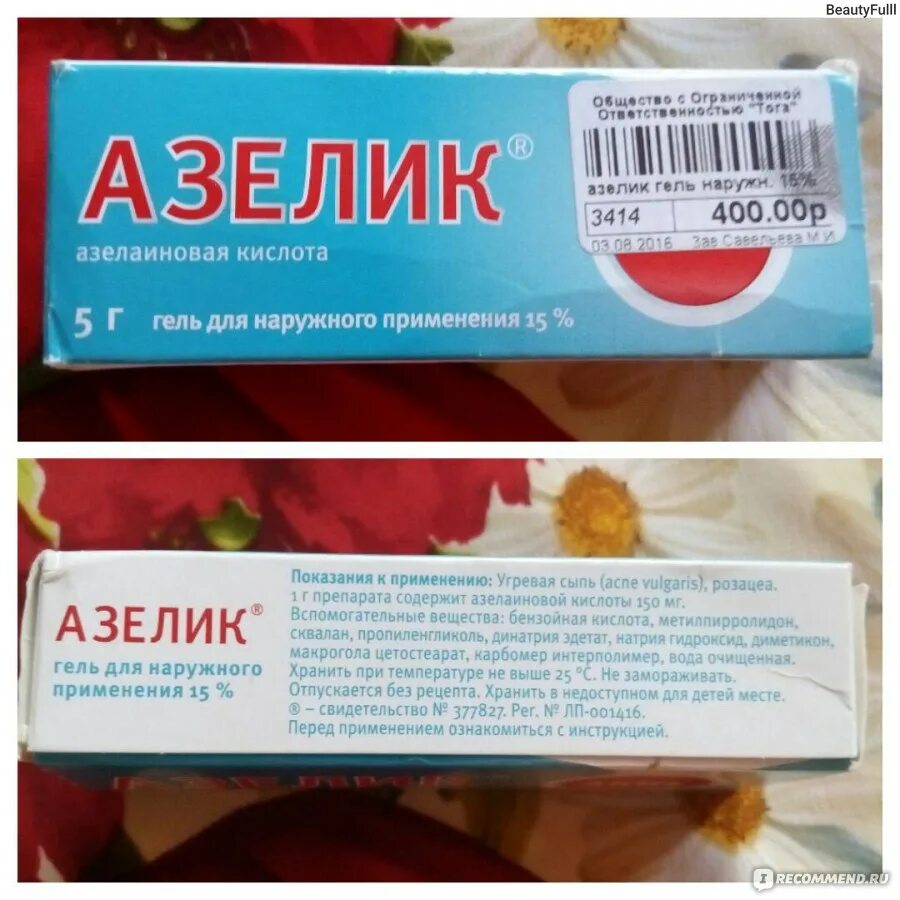 BeautyFulll
Общество с Ограниченной
Ответственностью "Тога"
азелик гель наружн. 15%
3414 400.00р
03.08.2016 Зав Савельева М.И
АЗЕЛИК®
азелаиновая кислота
5 г гель для наружного применения 15 %
АЗЕЛИК®
гель для наружного
применения 15 %
Показания к применению: Угревая сыпь (acne vulgaris), розацеа.
1 г препарата содержит азелаиновой кислоты 150 мг.
Вспомогательные вещества: бензойная кислота, метилпирролидон,
сквалан, пропиленгликоль, динатрия эдетат, натрия гидроксид, диметикон,
макрогола цетостеарат, карбомер интерполимер, вода очищенная.
Хранить при температуре не выше 25 °С. Не замораживать.
Отпускается без рецепта. Хранить в недоступном для детей месте.
® – свидетельство № 377827. Рег. № ЛП-001416.
Перед применением ознакомиться с инструкцией.
АЗЕЛИК
IRECOMMEND.RU